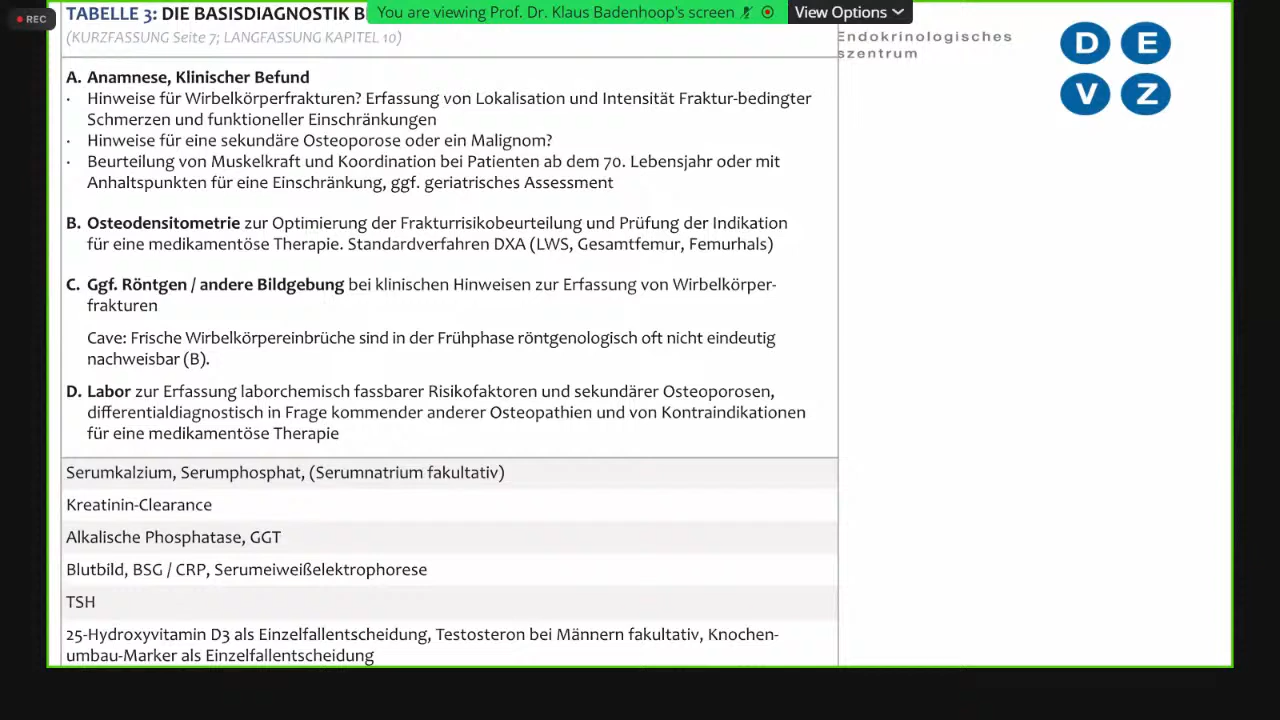 REC
You are viewing Prof. Dr. Klaus Badenhoop's screen
View Options
TABELLE 3: DIE BASISDIAGNOSTIK B
(KURZFASSUNG Seite 7; LANGFASSUNG KAPITEL 10)
Endokrinologisches
szentrum
D E
V Z
A. Anamnese, Klinischer Befund
· Hinweise für Wirbelkörperfrakturen? Erfassung von Lokalisation und Intensität Fraktur-bedingter
Schmerzen und funktioneller Einschränkungen
· Hinweise für eine sekundäre Osteoporose oder ein Malignom?
· Beurteilung von Muskelkraft und Koordination bei Patienten ab dem 70. Lebensjahr oder mit
Anhaltspunkten für eine Einschränkung, ggf. geriatrisches Assessment
B. Osteodensitometrie zur Optimierung der Frakturrisikobeurteilung und Prüfung der Indikation
für eine medikamentöse Therapie. Standardverfahren DXA (LWS, Gesamtfemur, Femurhals)
C. Ggf. Röntgen / andere Bildgebung bei klinischen Hinweisen zur Erfassung von Wirbelkörper-
frakturen
Cave: Frische Wirbelkörpereinbrüche sind in der Frühphase röntgenologisch oft nicht eindeutig
nachweisbar (B).
D. Labor zur Erfassung laborchemisch fassbarer Risikofaktoren und sekundärer Osteoporosen,
differentialdiagnostisch in Frage kommender anderer Osteopathien und von Kontraindikationen
für eine medikamentöse Therapie
Serumkalzium, Serumphosphat, (Serumnatrium fakultativ)
Kreatinin-Clearance
Alkalische Phosphatase, GGT
Blutbild, BSG / CRP, Serumeiweißelektrophorese
TSH
25-Hydroxyvitamin D3 als Einzelfallentscheidung, Testosteron bei Männern fakultativ, Knochen-
umbau-Marker als Einzelfallentscheidung